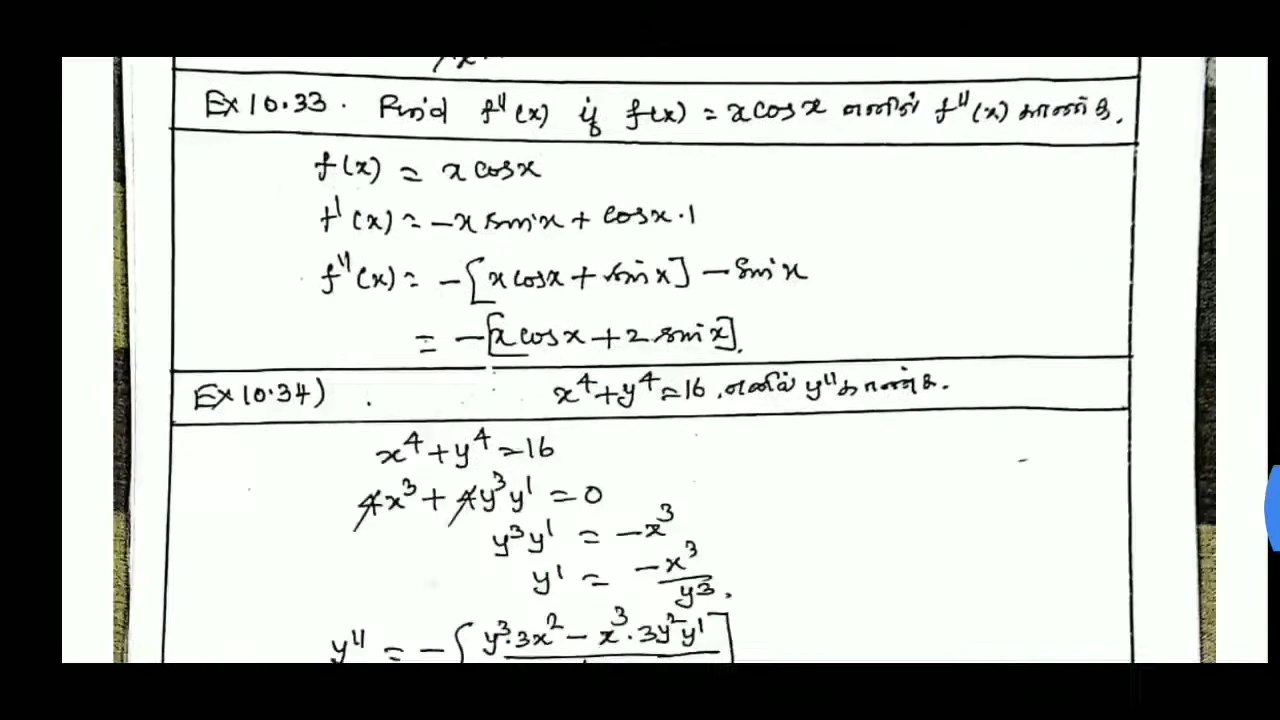 Ex 10.33. Find f''(x) if f(x) = x cos x எனில் f''(x) காண்க.
f(x) = x cos x
f'(x) = -x sin x + cos x . 1
f''(x) = -[x cos x + sin x] - sin x
= -[x cos x + 2 sin x].
Ex 10.34) . x⁴+y⁴=16, எனில் y'' காண்க.
x⁴+y⁴=16
4x³ + 4y³y' = 0
y³y' = -x³
y' = -x³/y³.
y'' = -[y³.3x² - x³.3y²y']